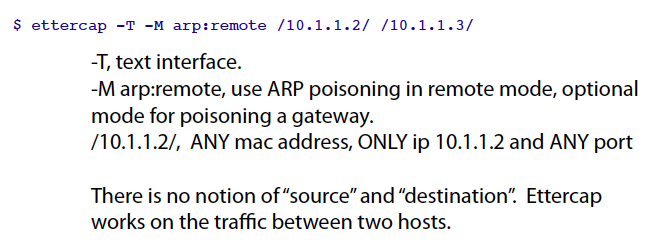 $ ettercap -T -M arp:remote /10.1.1.2/ /10.1.1.3/
-T, text interface.
-M arp:remote, use ARP poisoning in remote mode, optional
mode for poisoning a gateway.
/10.1.1.2/,  ANY mac address, ONLY ip 10.1.1.2 and ANY port
There is no notion of “source” and “destination”.  Ettercap
works on the traffic between two hosts.